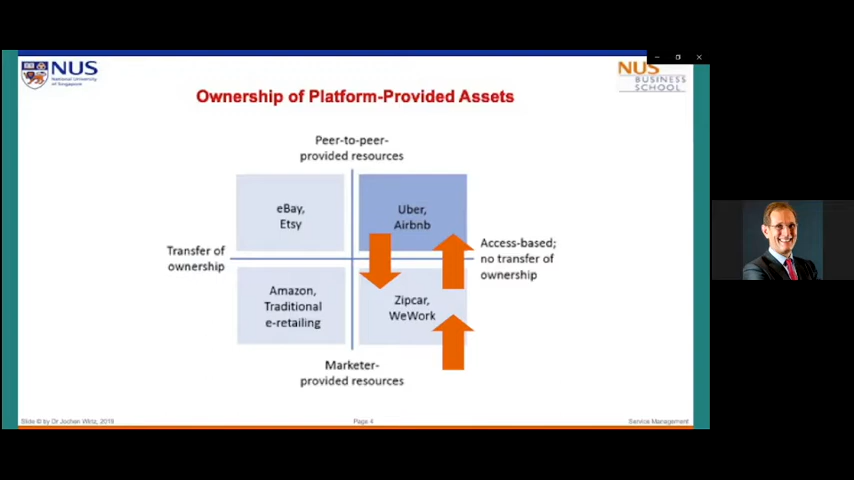 NUS
National University
of Singapore
NUS
BUSINESS
SCHOOL
Ownership of Platform-Provided Assets
Peer-to-peer-
provided resources
eBay,
Etsy
Uber,
Airbnb
Transfer of
ownership
Access-based;
no transfer of
ownership
Amazon,
Traditional
e-retailing
Zipcar,
WeWork
Marketer-
provided resources
Slide © by Dr Jochen Wirtz, 2019
Page 4
Service Management